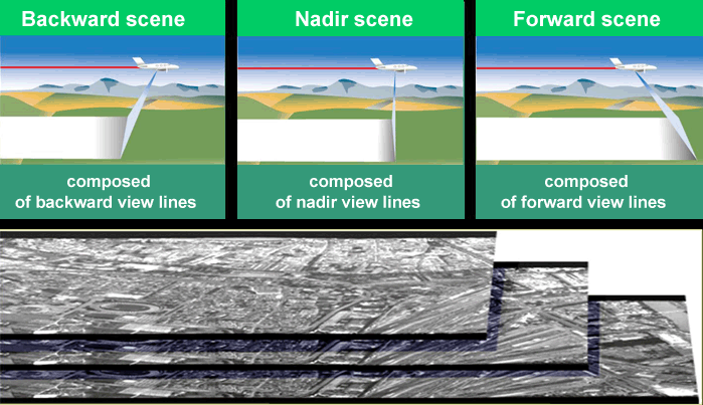 Backward scene
Nadir scene
Forward scene
composed
of backward view lines
composed
of nadir view lines
composed
of forward view lines